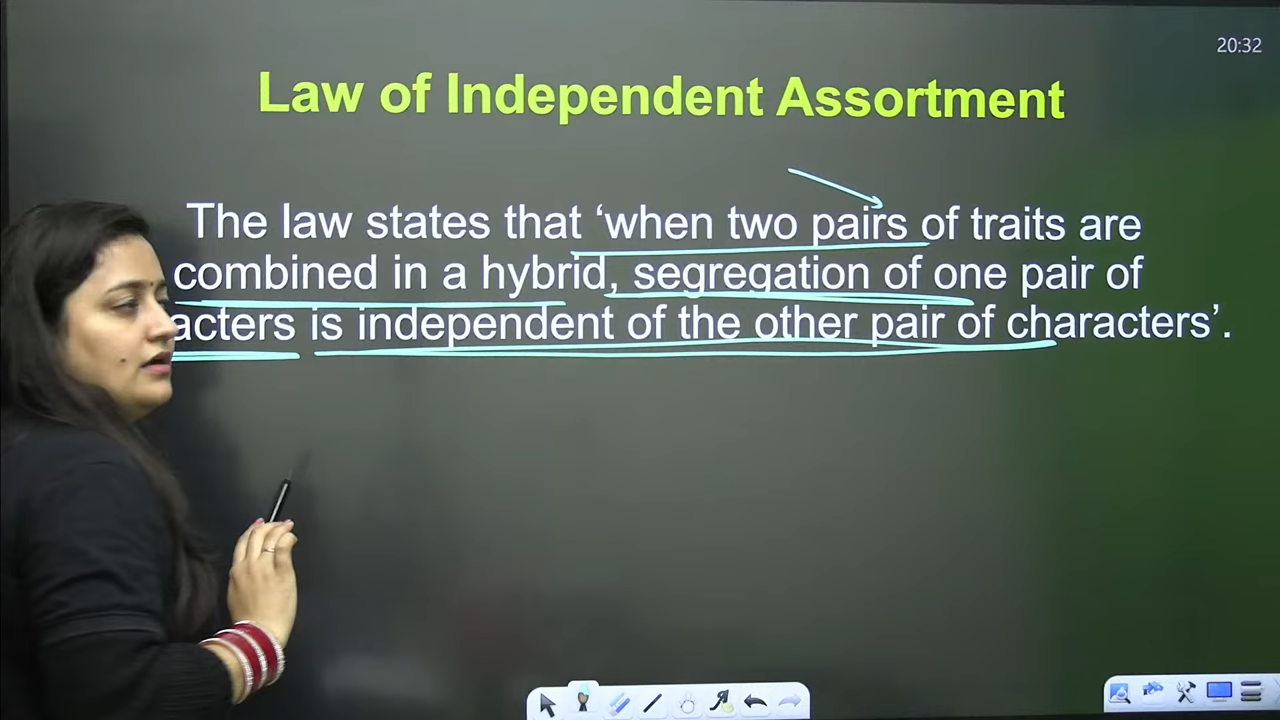 20:32
Law of Independent Assortment
The law states that ‘when two pairs of traits are
combined in a hybrid, segregation of one pair of
acters is independent of the other pair of characters’.